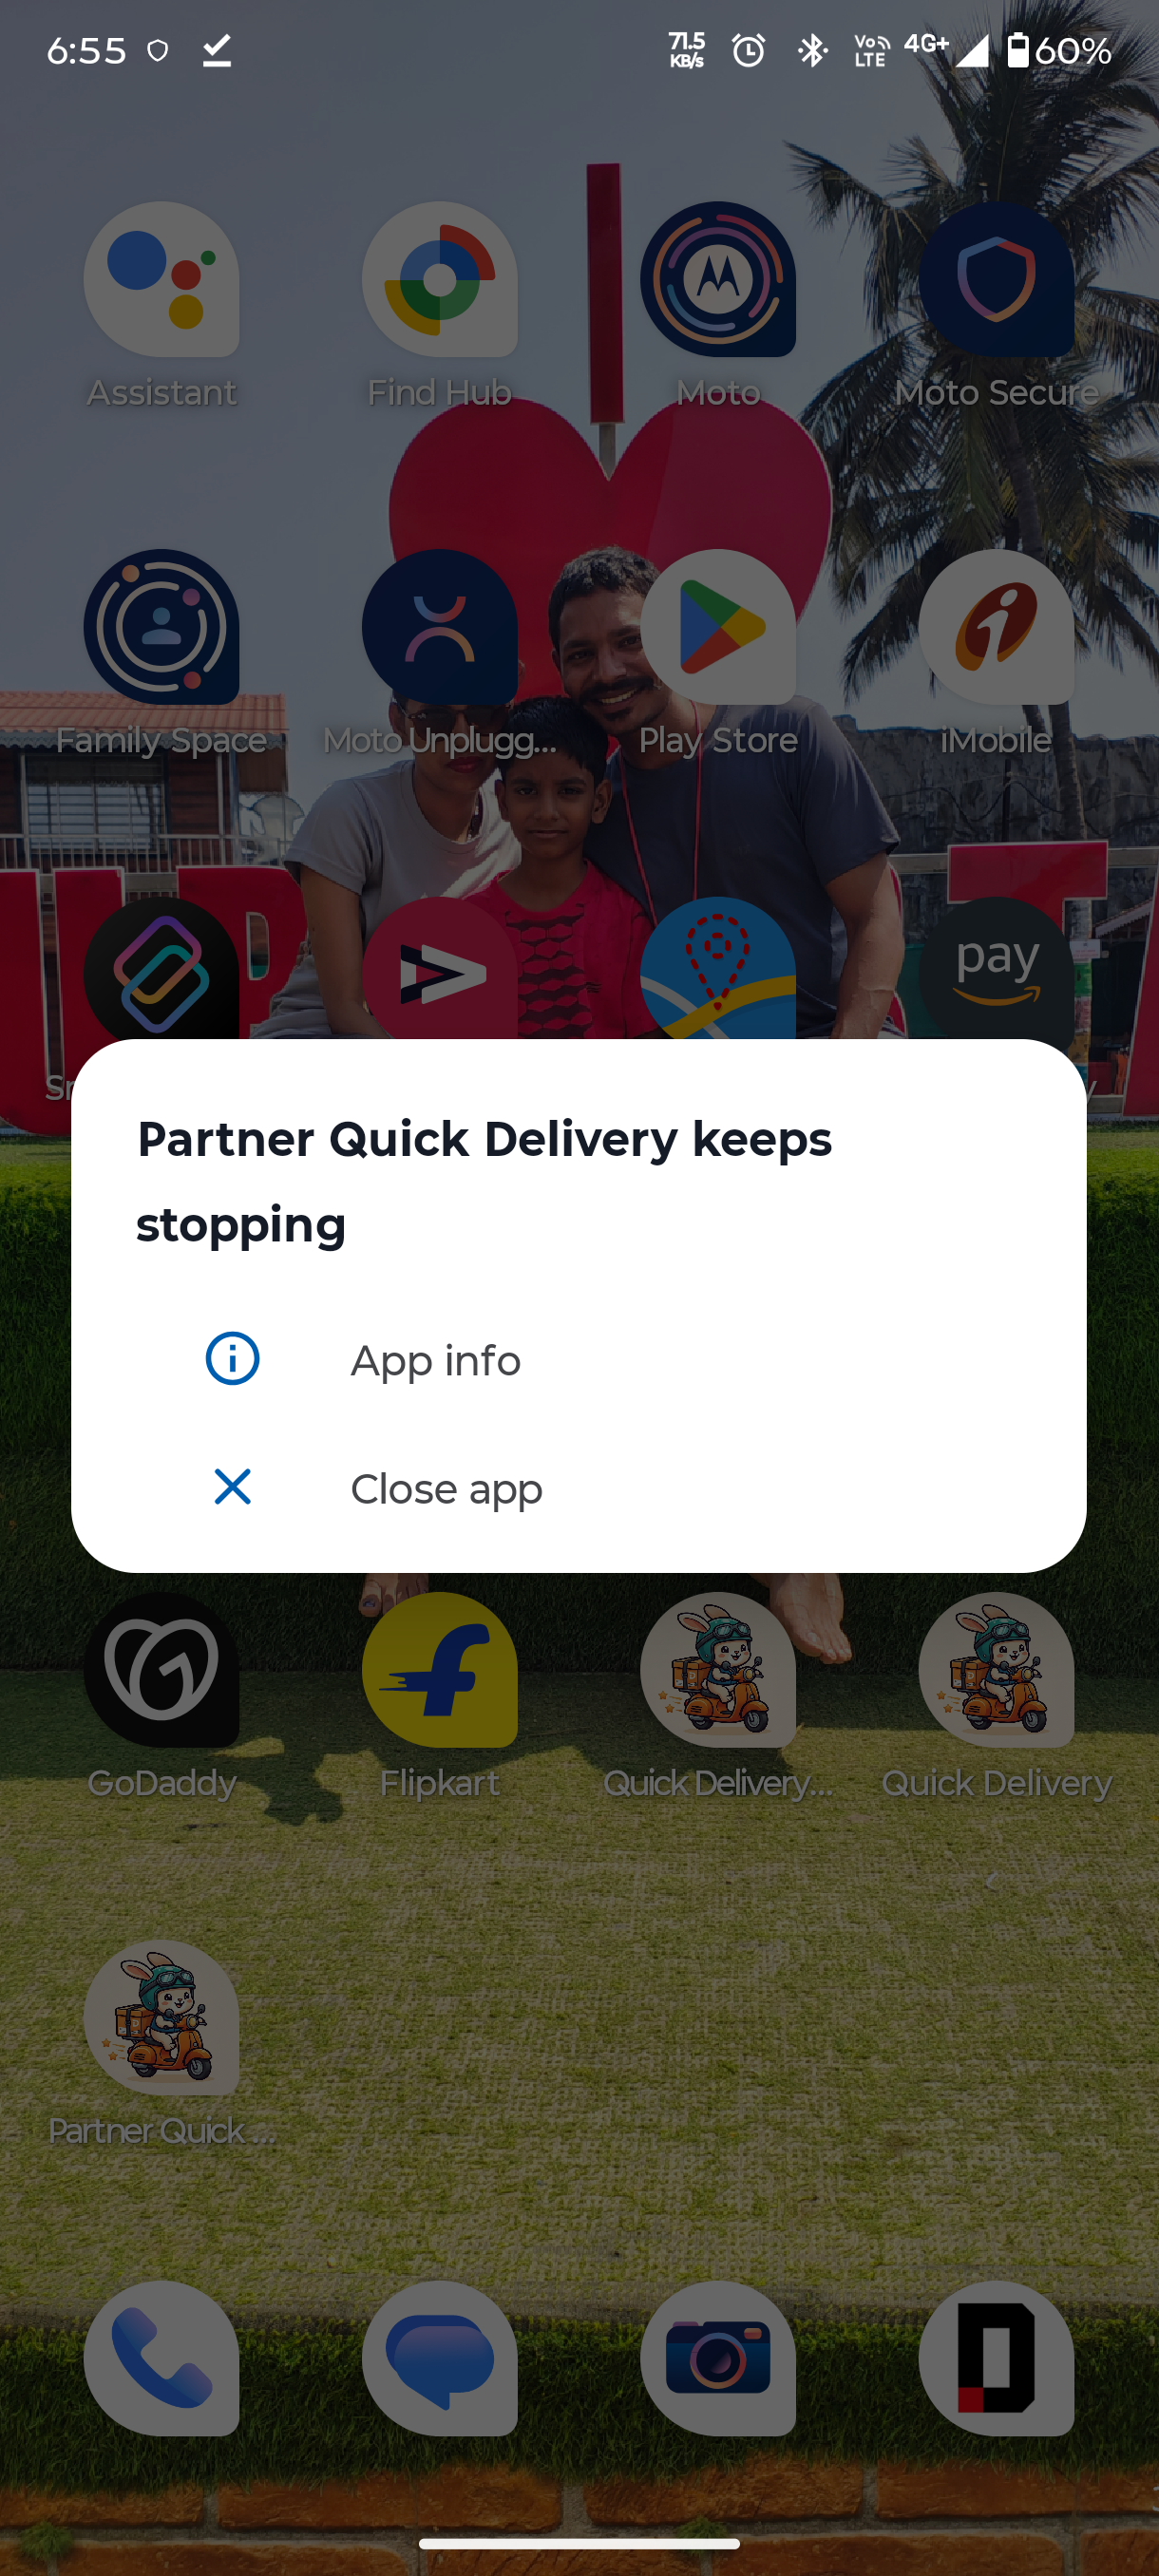 6:55
71.5
KB/s
Vo
LTE
4G+
60%
Assistant
Find Hub
Moto
Moto Secure
Family Space
Moto Unplugg...
Play Store
iMobile
pay
Partner Quick Delivery keeps
stopping
App info
Close app
GoDaddy
Flipkart
Quick Delivery...
Quick Delivery
Partner Quick ...